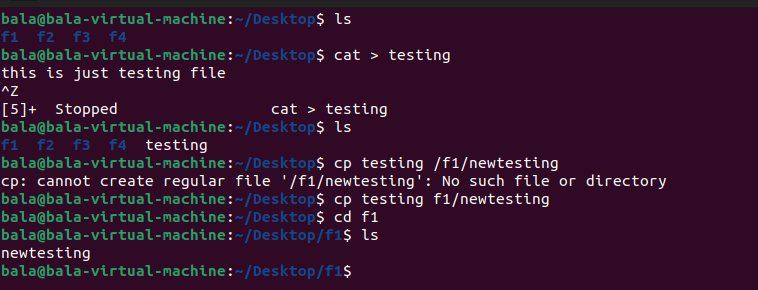 bala@bala-virtual-machine:~/Desktop$ ls
f1  f2  f3  f4
bala@bala-virtual-machine:~/Desktop$ cat > testing
this is just testing file
^Z
[5]+  Stopped                 cat > testing
bala@bala-virtual-machine:~/Desktop$ ls
f1  f2  f3  f4  testing
bala@bala-virtual-machine:~/Desktop$ cp testing /f1/newtesting
cp: cannot create regular file '/f1/newtesting': No such file or directory
bala@bala-virtual-machine:~/Desktop$ cp testing f1/newtesting
bala@bala-virtual-machine:~/Desktop$ cd f1
bala@bala-virtual-machine:~/Desktop/f1$ ls
newtesting
bala@bala-virtual-machine:~/Desktop/f1$